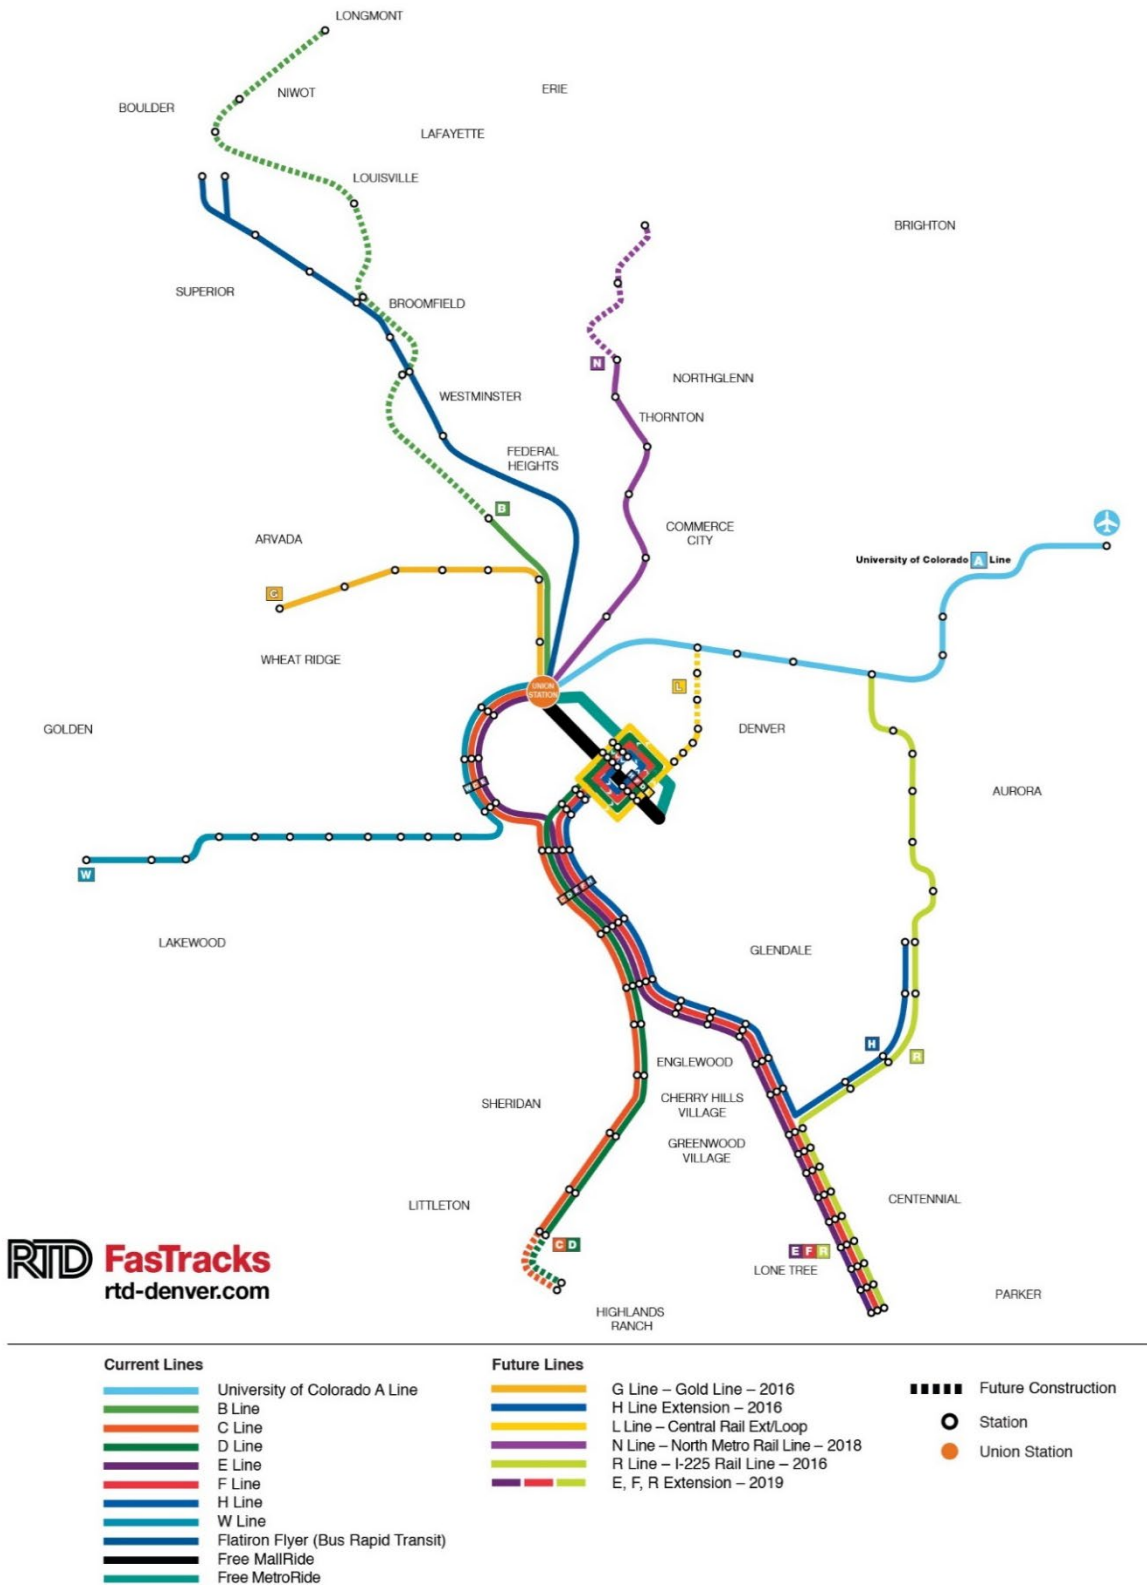 LONGMONT
NIWOT
ERIE
BOULDER
LAFAYETTE
LOUISVILLE
BRIGHTON
SUPERIOR
BROOMFIELD
N
NORTHGLENN
WESTMINSTER
THORNTON
FEDERAL
HEIGHTS
B
COMMERCE
CITY
ARVADA
University of Colorado A Line
G
WHEAT RIDGE
L
UNION
STATION
GOLDEN
DENVER
AURORA
W
LAKEWOOD
GLENDALE
H
R
ENGLEWOOD
SHERIDAN
CHERRY HILLS
VILLAGE
GREENWOOD
VILLAGE
LITTLETON
CENTENNIAL
C D
E F R
LONE TREE
PARKER
HIGHLANDS
RANCH
RTD FasTracks
rtd-denver.com
Current Lines
University of Colorado A Line
B Line
C Line
D Line
E Line
F Line
H Line
W Line
Flatiron Flyer (Bus Rapid Transit)
Free MallRide
Free MetroRide
Future Lines
G Line – Gold Line – 2016
H Line Extension – 2016
L Line – Central Rail Ext/Loop
N Line – North Metro Rail Line – 2018
R Line – I-225 Rail Line – 2016
E, F, R Extension – 2019
Future Construction
Station
Union Station